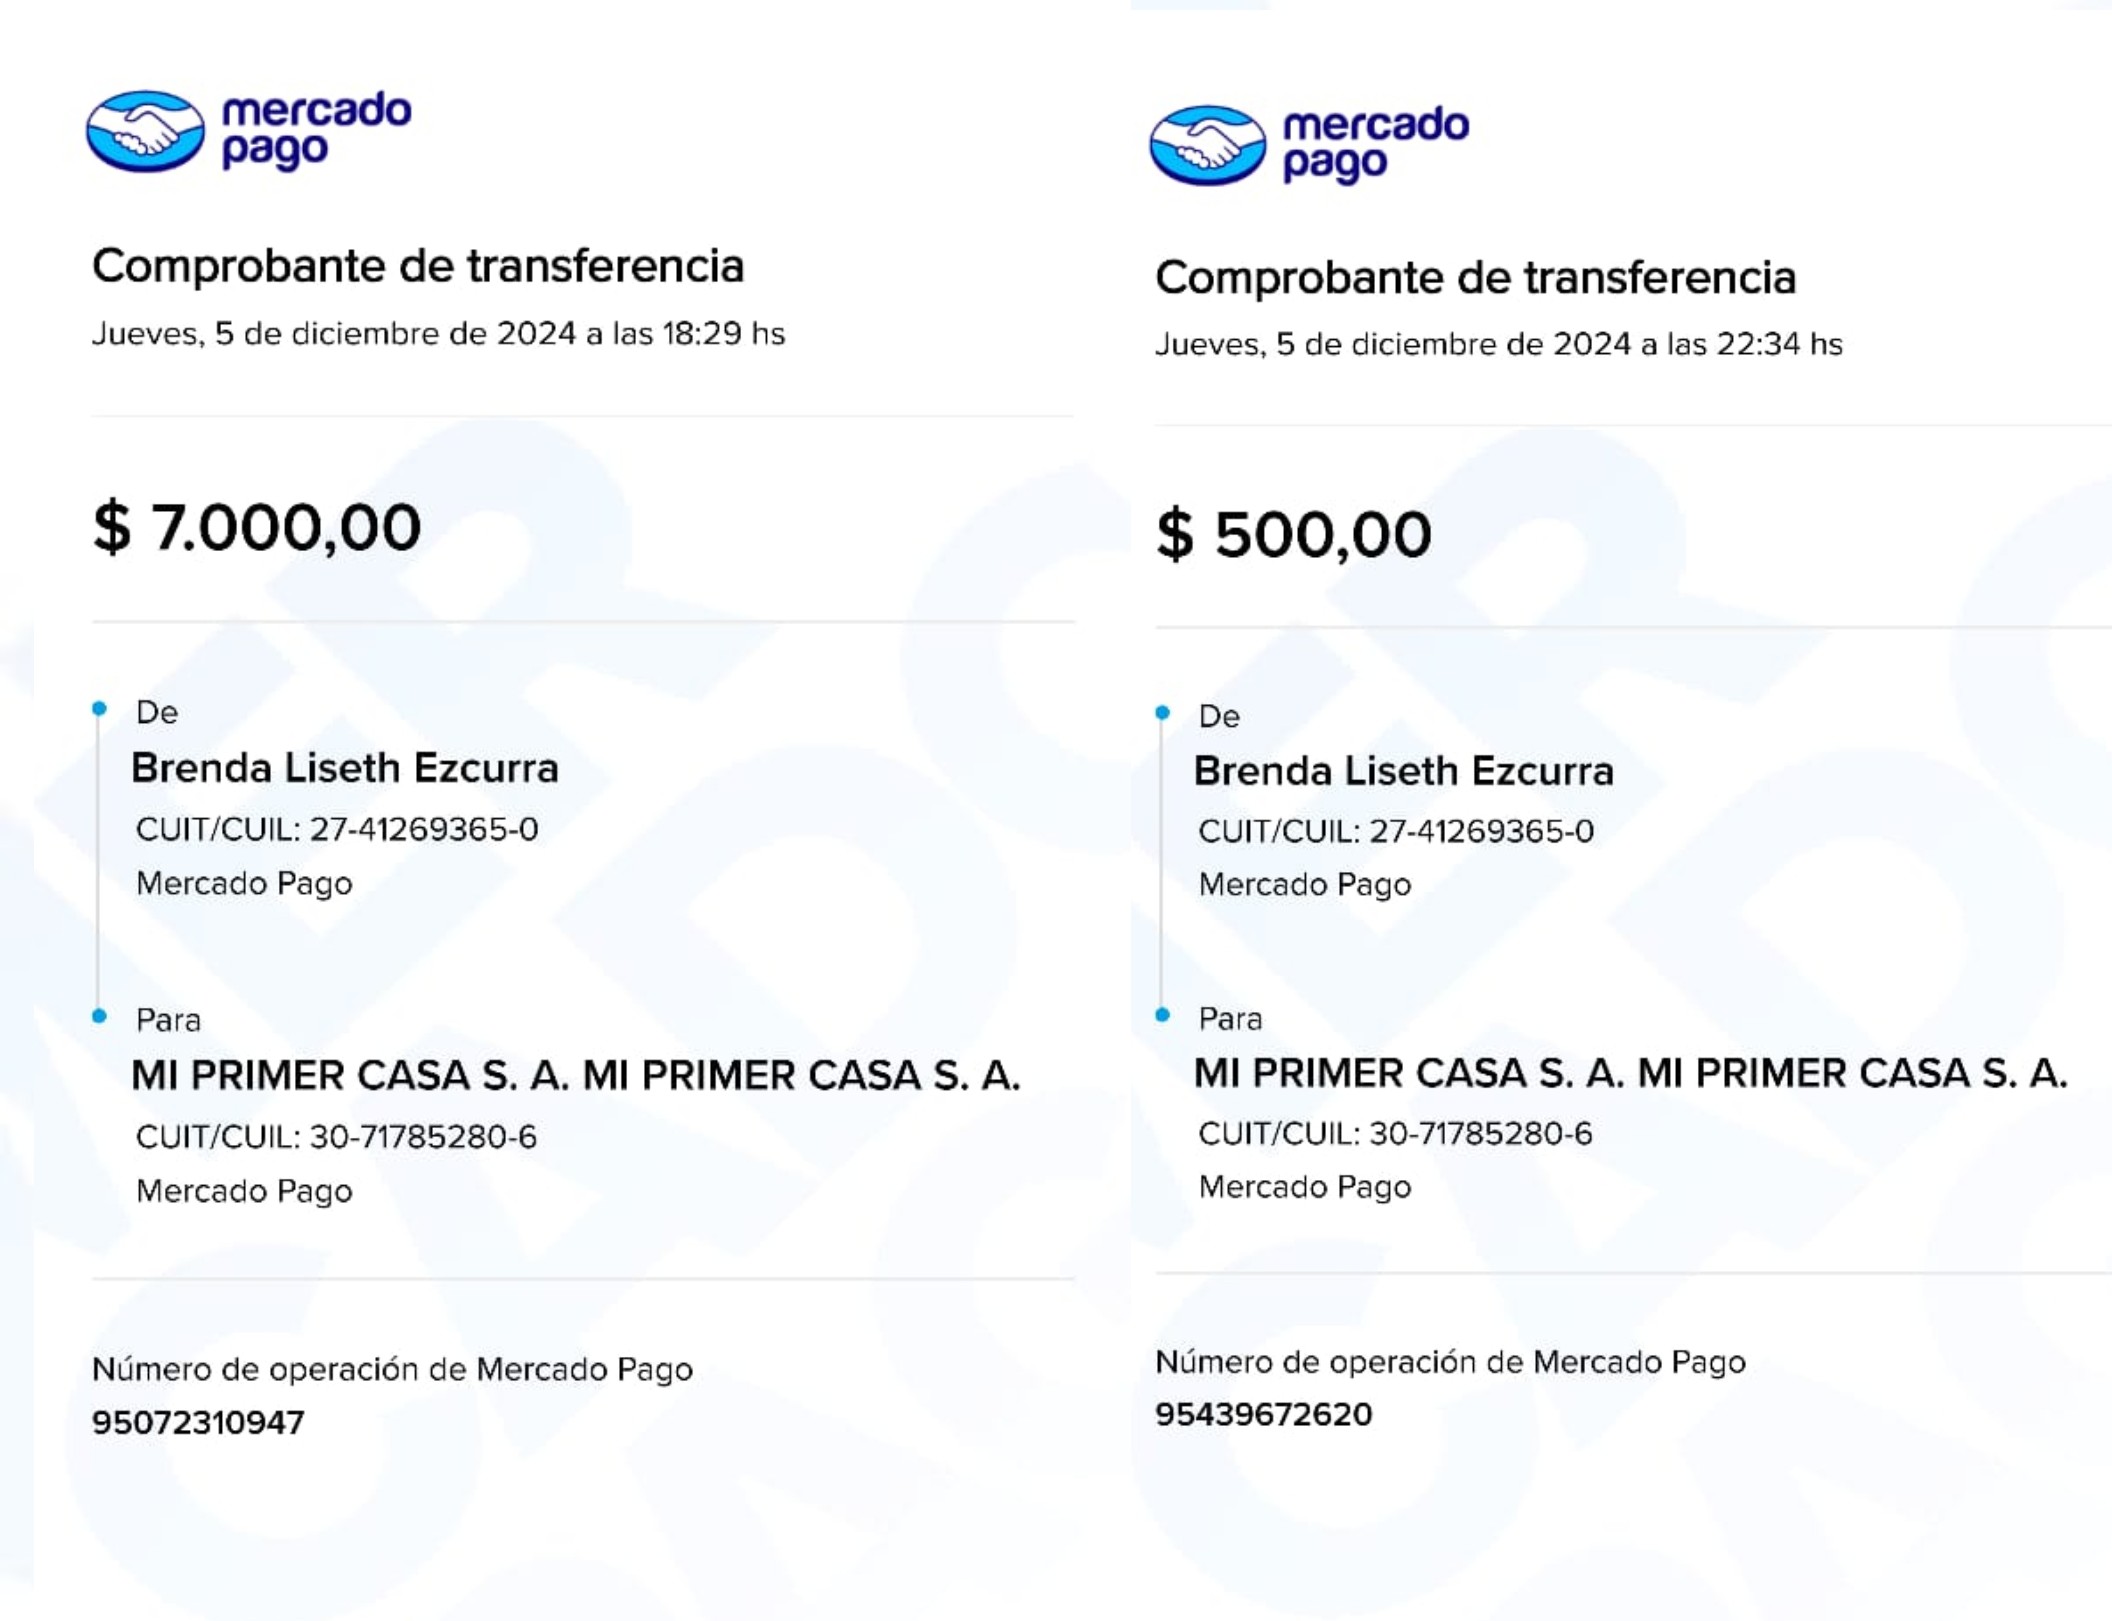 mercado
pago
Comprobante de transferencia
Jueves, 5 de diciembre de 2024 a las 18:29 hs
$ 7.000,00
De
Brenda Liseth Ezcurra
CUIT/CUIL: 27-41269365-0
Mercado Pago
Para
MI PRIMER CASA S. A. MI PRIMER CASA S. A.
CUIT/CUIL: 30-71785280-6
Mercado Pago
Número de operación de Mercado Pago
95072310947
mercado
pago
Comprobante de transferencia
Jueves, 5 de diciembre de 2024 a las 22:34 hs
$ 500,00
De
Brenda Liseth Ezcurra
CUIT/CUIL: 27-41269365-0
Mercado Pago
Para
MI PRIMER CASA S. A. MI PRIMER CASA S. A.
CUIT/CUIL: 30-71785280-6
Mercado Pago
Número de operación de Mercado Pago
95439672620